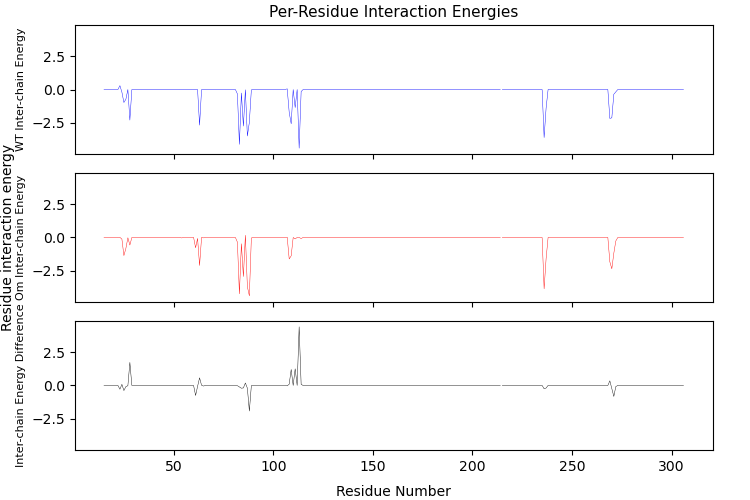 Per-Residue Interaction Energies
Residue interaction energy
WT Inter-chain Energy
2.5
0.0
−2.5
Om Inter-chain Energy
2.5
0.0
−2.5
Inter-chain Energy Difference
2.5
0.0
−2.5
50 100 150 200 250 300
Residue Number